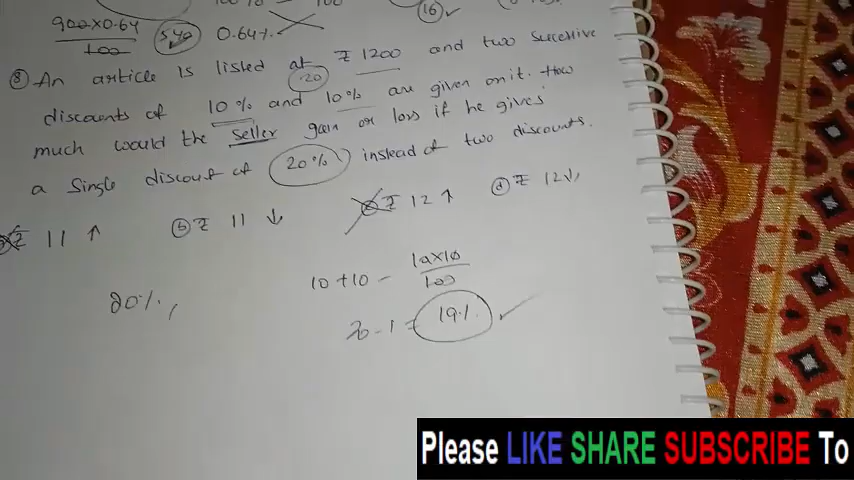 900×0.64
100
540
0.64%
16
⑧ An article is listed at ₹ 1200 and two sucessive
discounts of 10% and 10% are given on it. How
20
much would the seller gain or loss if he gives
a single discount of 20% instead of two discounts.
₹ 11 ↑ ⓑ ₹ 11 ↓ ₹ 12 ↑ ⓓ ₹ 12↓
10+10 - 10×10
100
20%
20-1 = 19%
Please LIKE SHARE SUBSCRIBE To